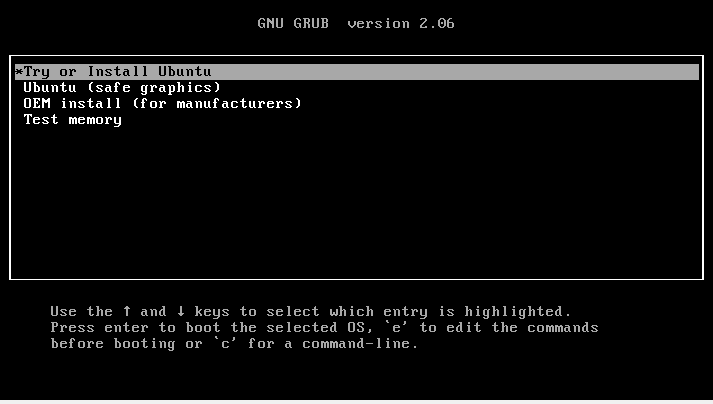 GNU GRUB  version 2.06
*Try or Install Ubuntu
Ubuntu (safe graphics)
OEM install (for manufacturers)
Test memory
Use the ↑ and ↓ keys to select which entry is highlighted.
Press enter to boot the selected OS, `e' to edit the commands
before booting or `c' for a command-line.